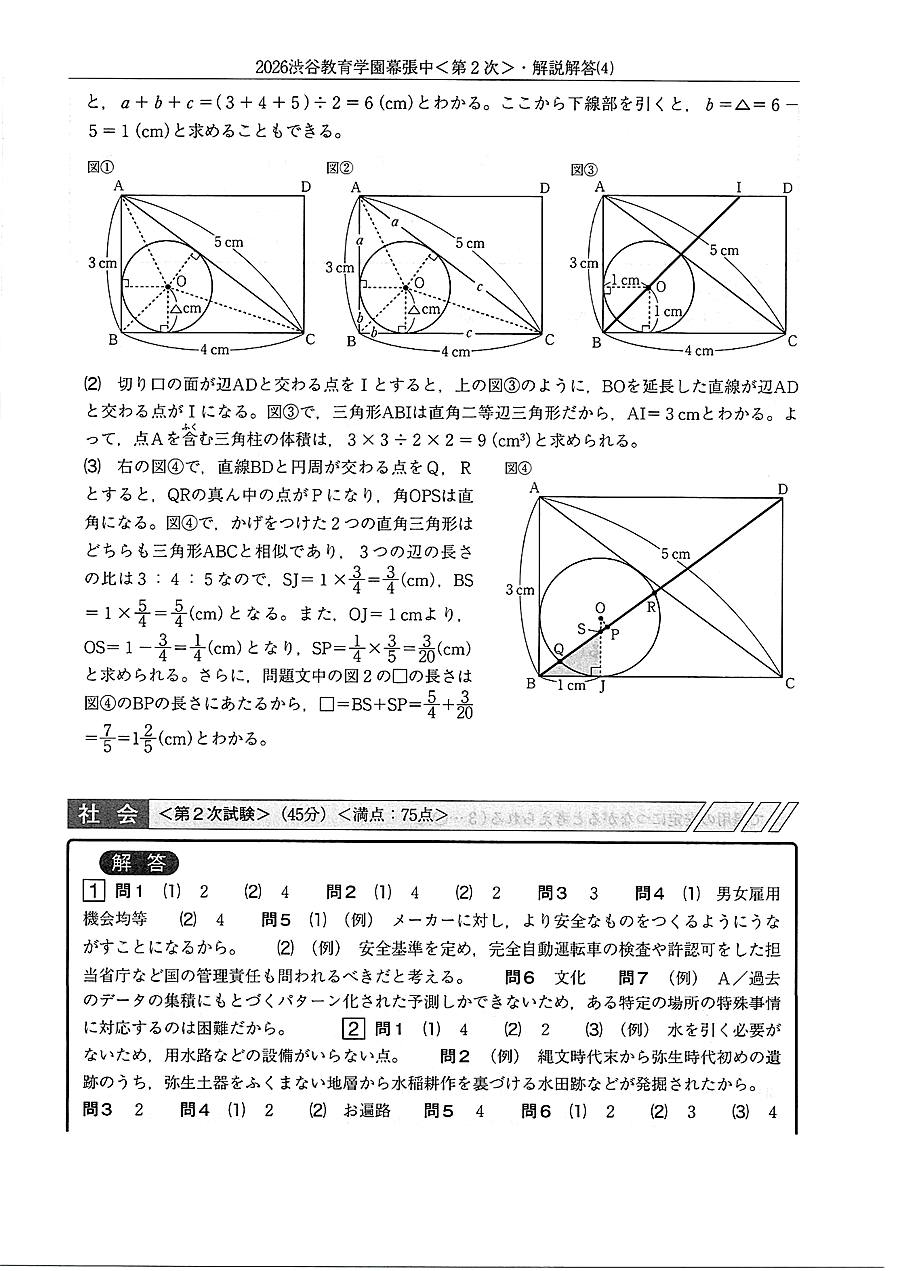 2026渋谷教育学園幕張中＜第２次＞・解説解答(4)
と，a＋b＋c＝(3＋4＋5)÷2＝6(cm)とわかる。ここから下線部を引くと，b＝△＝6－
5＝1(cm)と求めることもできる。
図①
A
D
5cm
3cm
O
△cm
B
C
4cm
図②
A
D
a
a
5cm
3cm
O
c
△cm
b
b
c
B
C
4cm
図③
A
I
D
5cm
3cm
1cm
O
1cm
B
C
4cm
(2)　切り口の面が辺ADと交わる点をＩとすると，上の図③のように，BOを延長した直線が辺AD
と交わる点がＩになる。図③で，三角形ABIは直角二等辺三角形だから，AI＝3cmとわかる。よ
ふく
って，点Ａを含む三角柱の体積は，3×3÷2×2＝9(cm³)と求められる。
(3)　右の図④で，直線BDと円周が交わる点をＱ，Ｒ
とすると，QRの真ん中の点がＰになり，角OPSは直
角になる。図④で，かげをつけた２つの直角三角形は
どちらも三角形ABCと相似であり，３つの辺の長さ
の比は３：４：５なので，SJ＝1×3/4＝3/4(cm)，BS
＝1×5/4＝5/4(cm)となる。また，OJ＝1cmより，
OS＝1－3/4＝1/4(cm)となり，SP＝1/4×3/5＝3/20(cm)
と求められる。さらに，問題文中の図２の□の長さは
図④のBPの長さにあたるから，□＝BS＋SP＝5/4＋3/20
＝7/5＝1 2/5(cm)とわかる。
図④
A
D
5cm
3cm
O
R
S
P
Q
B
1cm
J
C
社会　＜第２次試験＞（45分）＜満点：75点＞
解答
1　問1　(1)　2　(2)　4　問2　(1)　4　(2)　2　問3　3　問4　(1)　男女雇用
機会均等　(2)　4　問5　(1)　（例）　メーカーに対し，より安全なものをつくるようにうな
がすことになるから。　(2)　（例）　安全基準を定め，完全自動運転車の検査や許認可をした担
当省庁など国の管理責任も問われるべきだと考える。　問6　文化　問7　（例）　Ａ／過去
のデータの集積にもとづくパターン化された予測しかできないため，ある特定の場所の特殊事情
に対応するのは困難だから。　2　問1　(1)　4　(2)　2　(3)　（例）　水を引く必要が
ないため，用水路などの設備がいらない点。　問2　（例）　縄文時代末から弥生時代初めの遺
跡のうち，弥生土器をふくまない地層から水稲耕作を裏づける水田跡などが発掘されたから。
問3　2　問4　(1)　2　(2)　お遍路　問5　4　問6　(1)　2　(2)　3　(3)　4